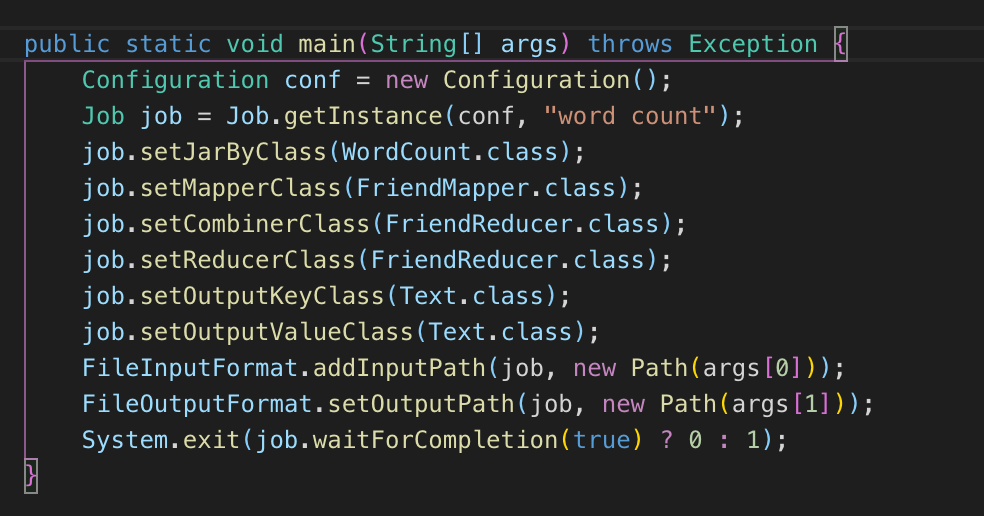 public static void main(String[] args) throws Exception {
    Configuration conf = new Configuration();
    Job job = Job.getInstance(conf, "word count");
    job.setJarByClass(WordCount.class);
    job.setMapperClass(FriendMapper.class);
    job.setCombinerClass(FriendReducer.class);
    job.setReducerClass(FriendReducer.class);
    job.setOutputKeyClass(Text.class);
    job.setOutputValueClass(Text.class);
    FileInputFormat.addInputPath(job, new Path(args[0]));
    FileOutputFormat.setOutputPath(job, new Path(args[1]));
    System.exit(job.waitForCompletion(true) ? 0 : 1);
}